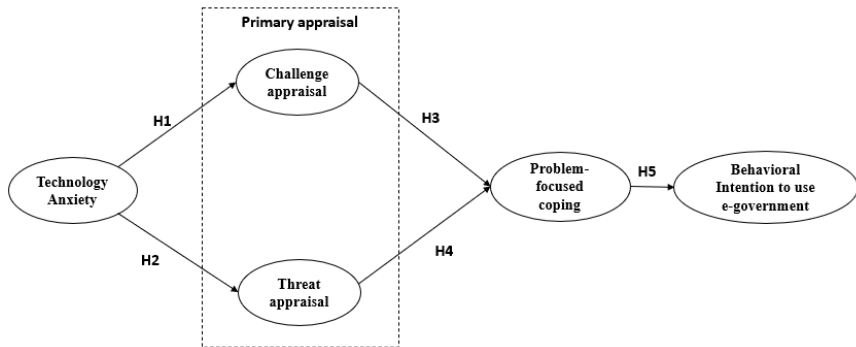 Primary appraisal
Challenge
appraisal
H1
H3
Technology
Anxiety
Problem-
focused
coping
H5
Behavioral
Intention to use
e-government
H2
H4
Threat
appraisal